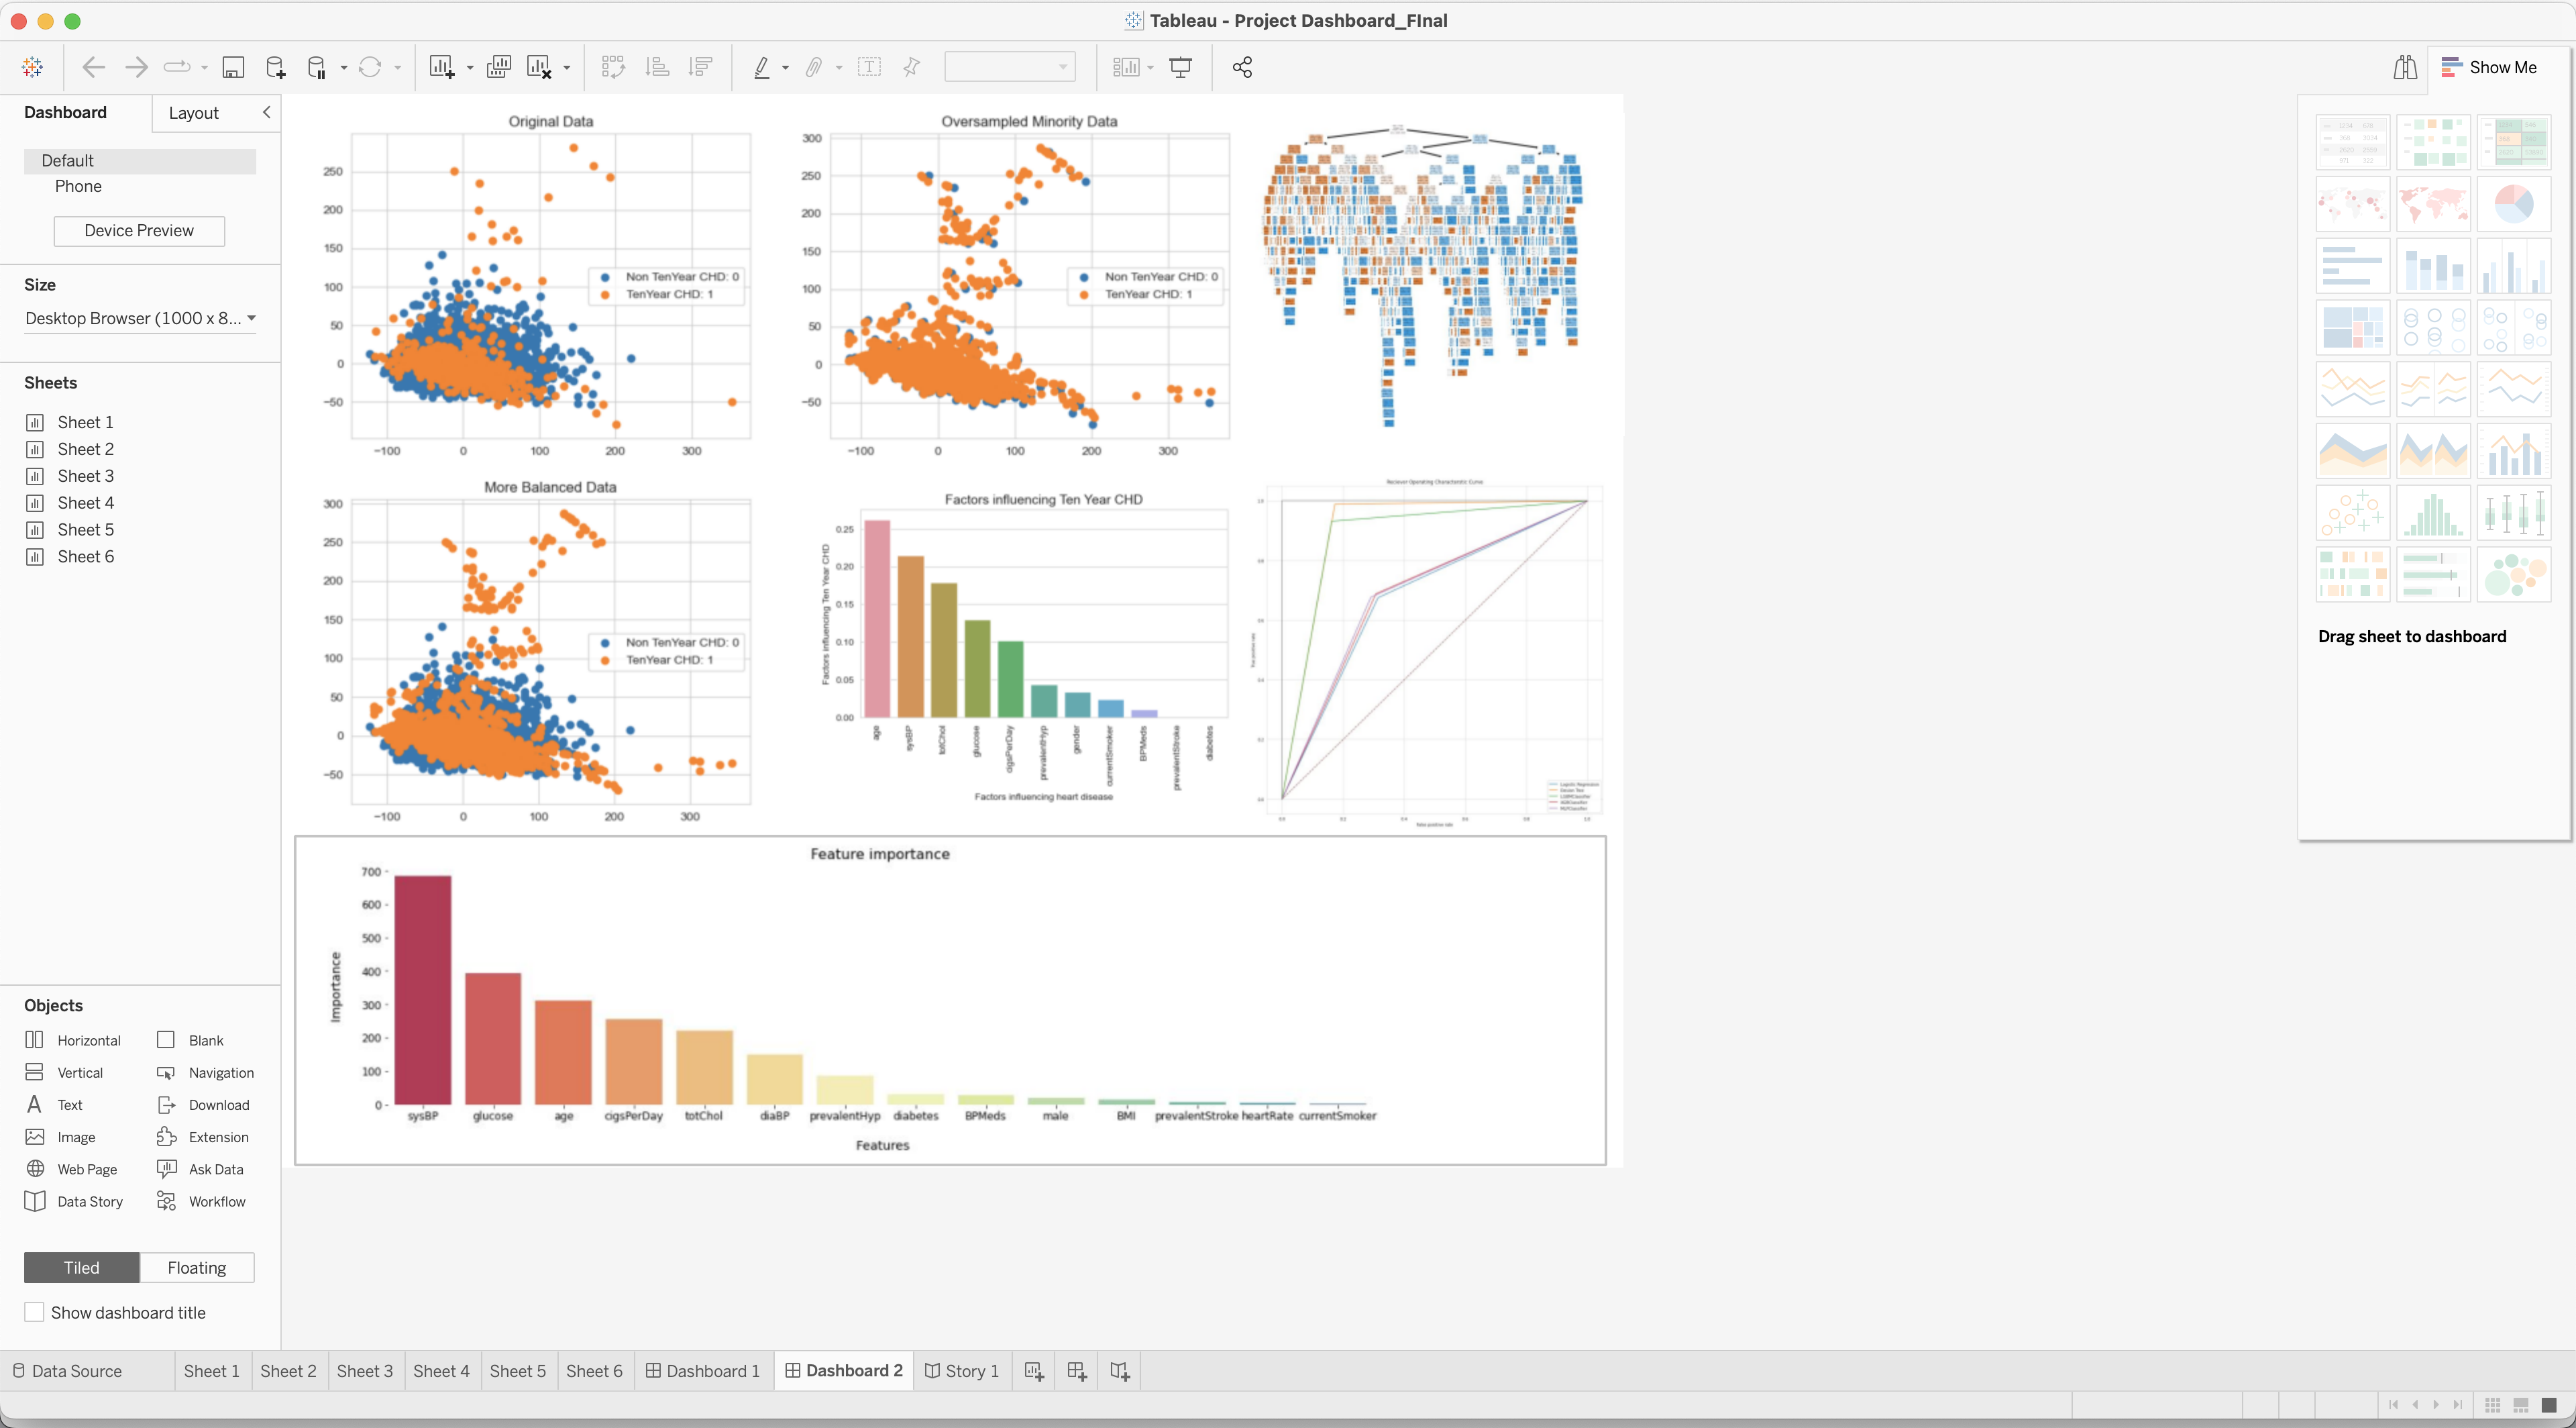 Tableau - Project Dashboard_FInal
Show Me
Dashboard
Layout
Default
Phone
Device Preview
Size
Desktop Browser (1000 x 8...
Sheets
Sheet 1
Sheet 2
Sheet 3
Sheet 4
Sheet 5
Sheet 6
Objects
Horizontal
Blank
Vertical
Navigation
Text
Download
Image
Extension
Web Page
Ask Data
Data Story
Workflow
Tiled
Floating
Show dashboard title
Original Data
250
200
150
100
50
0
−50
−100 0 100 200 300
Non TenYear CHD: 0
TenYear CHD: 1
Oversampled Minority Data
300
250
200
150
100
50
0
−50
−100 0 100 200 300
Non TenYear CHD: 0
TenYear CHD: 1
More Balanced Data
300
250
200
150
100
50
0
−50
−100 0 100 200 300
Non TenYear CHD: 0
TenYear CHD: 1
Factors influencing Ten Year CHD
Factors influencing Ten Year CHD
0.25
0.20
0.15
0.10
0.05
0.00
age sysBP totChol glucose cigsPerDay prevalentHyp gender currentSmoker BPMeds prevalentStroke diabetes
Factors influencing heart disease
Reciever Operating Characteristic Curve
Feature importance
Importance
700
600
500
400
300
200
100
0
sysBP glucose age cigsPerDay totChol diaBP prevalentHyp diabetes BPMeds male BMI prevalentStroke heartRate currentSmoker
Features
Drag sheet to dashboard
Data Source
Sheet 1
Sheet 2
Sheet 3
Sheet 4
Sheet 5
Sheet 6
Dashboard 1
Dashboard 2
Story 1